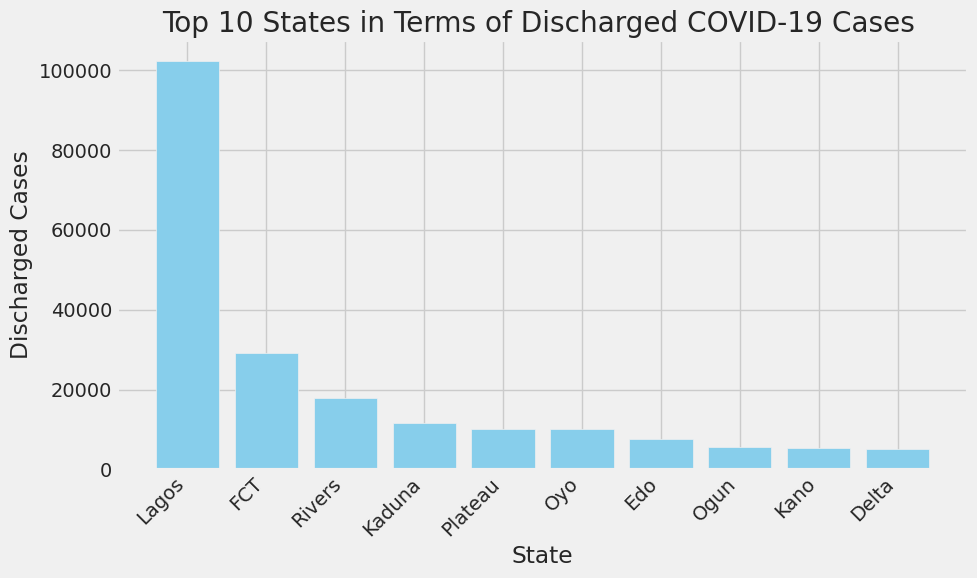 Top 10 States in Terms of Discharged COVID-19 Cases
100000
80000
60000
40000
20000
0
Discharged Cases
Lagos
FCT
Rivers
Kaduna
Plateau
Oyo
Edo
Ogun
Kano
Delta
State